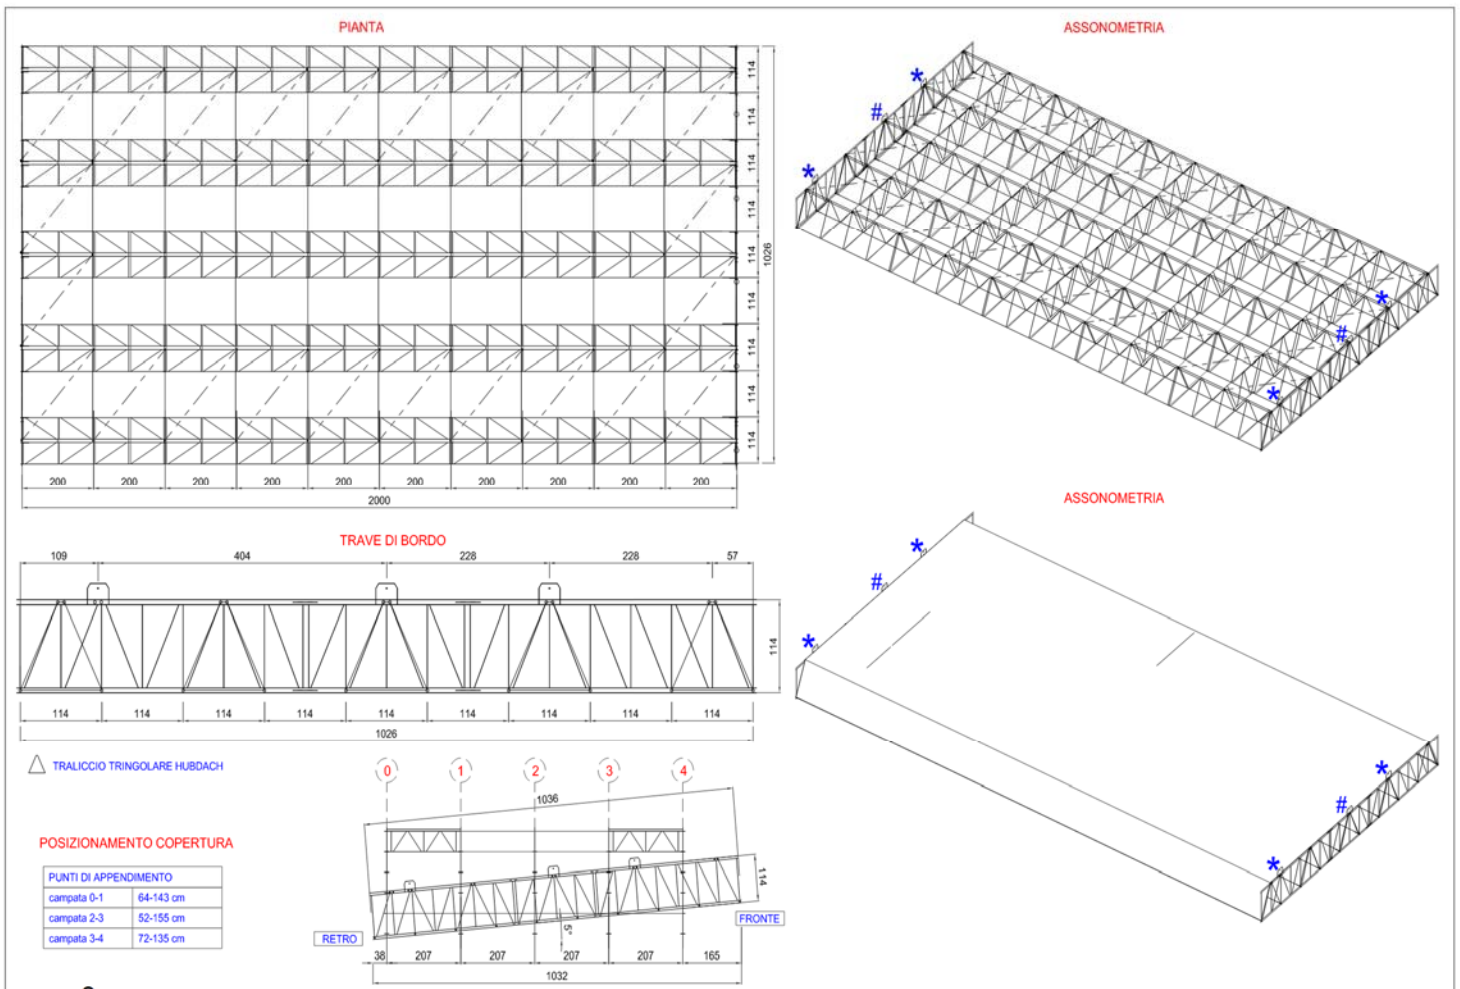 PIANTA
114
114
114
114
114
114
114
114
114
1026
200 200 200 200 200 200 200 200 200 200
2000
ASSONOMETRIA
*
#
*
*
#
*
TRAVE DI BORDO
109 404 228 228 57
114
114 114 114 114 114 114 114 114 114
1026
TRALICCIO TRINGOLARE HUBDACH
ASSONOMETRIA
*
#
*
*
#
*
POSIZIONAMENTO COPERTURA
PUNTI DI APPENDIMENTO
campata 0-1 64-143 cm
campata 2-3 52-155 cm
campata 3-4 72-135 cm
0 1 2 3 4
1036
114
5°
RETRO
FRONTE
38 207 207 207 207 165
1032